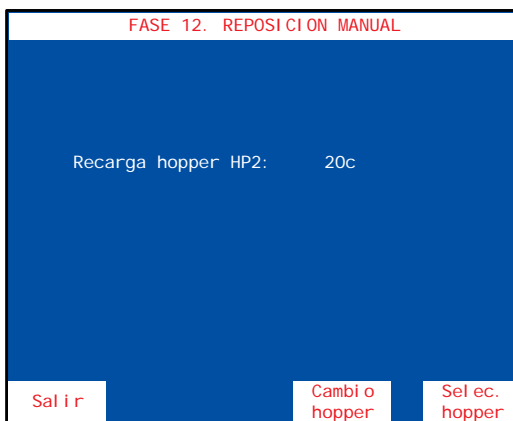 FASE 12. REPOSICION MANUAL
Recarga hopper HP2: 20c
Salir
Cambio
hopper
Selec.
hopper